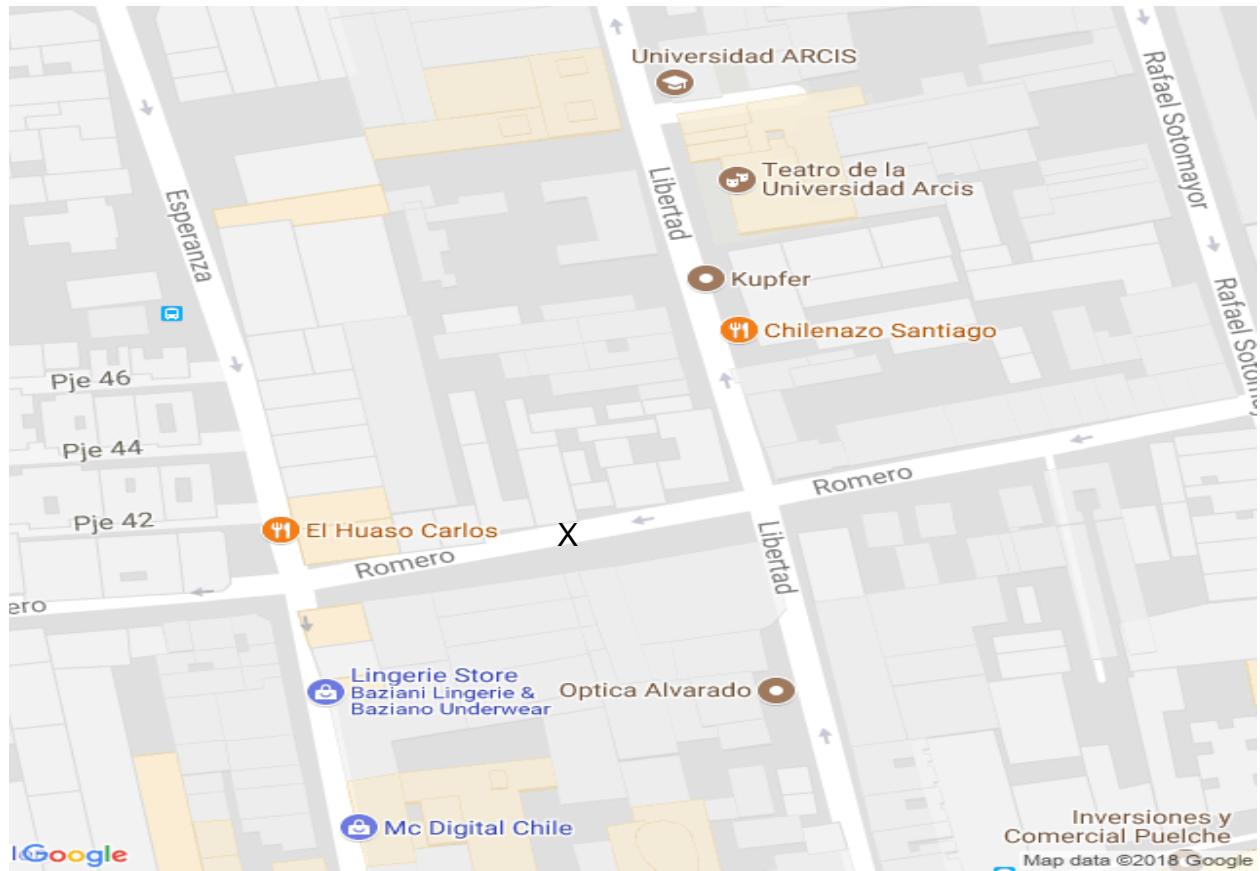 Universidad ARCIS
Rafael Sotomayor
Teatro de la
Universidad Arcis
Libertad
Esperanza
Kupfer
Rafael Sotomay
Chilenazo Santiago
Pje 46
Pje 44
Romero
Pje 42
El Huaso Carlos
X
Libertad
Romero
ero
Lingerie Store
Baziani Lingerie &
Baziano Underwear
Optica Alvarado
Mc Digital Chile
Inversiones y
Comercial Puelche
Google
Map data ©2018 Google